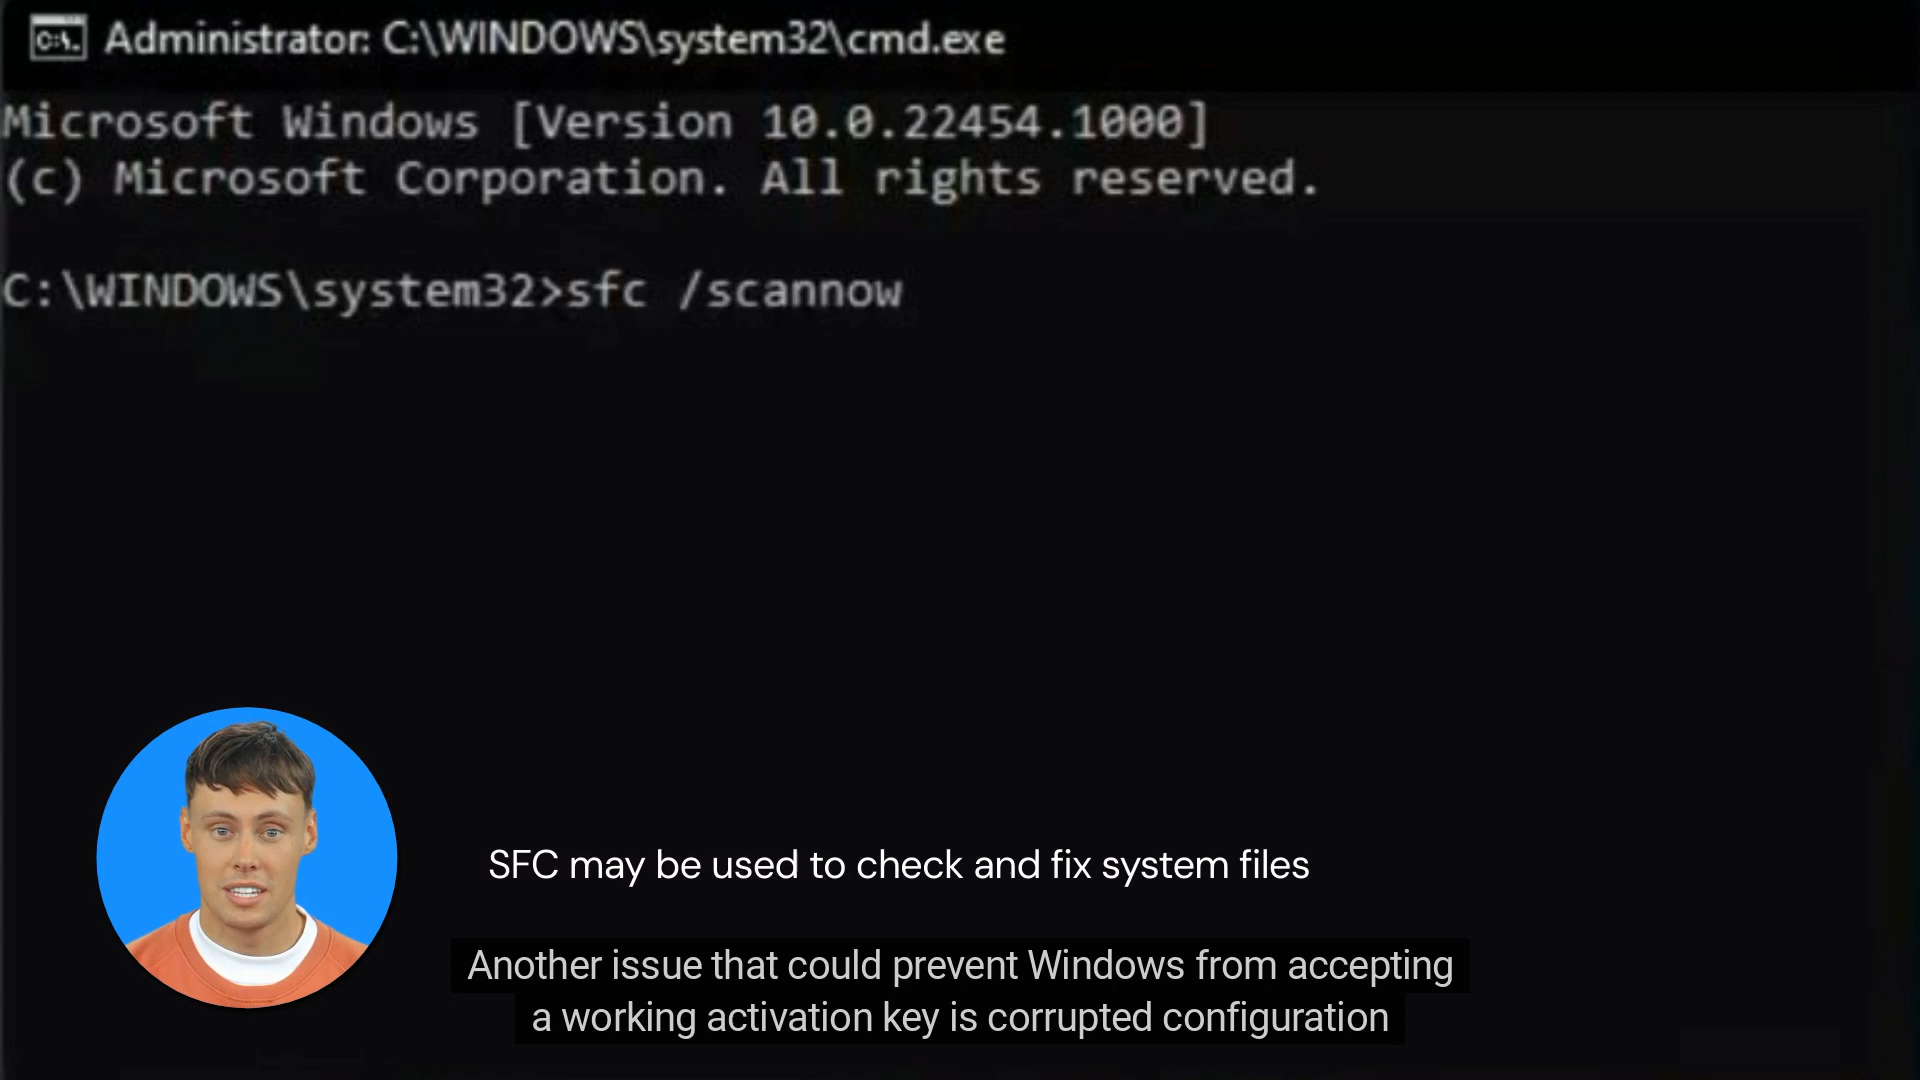 C:\.
Administrator: C:\WINDOWS\system32\cmd.exe
Microsoft Windows [Version 10.0.22454.1000]
(c) Microsoft Corporation. All rights reserved.
C:\WINDOWS\system32>sfc /scannow
SFC may be used to check and fix system files
Another issue that could prevent Windows from accepting
a working activation key is corrupted configuration